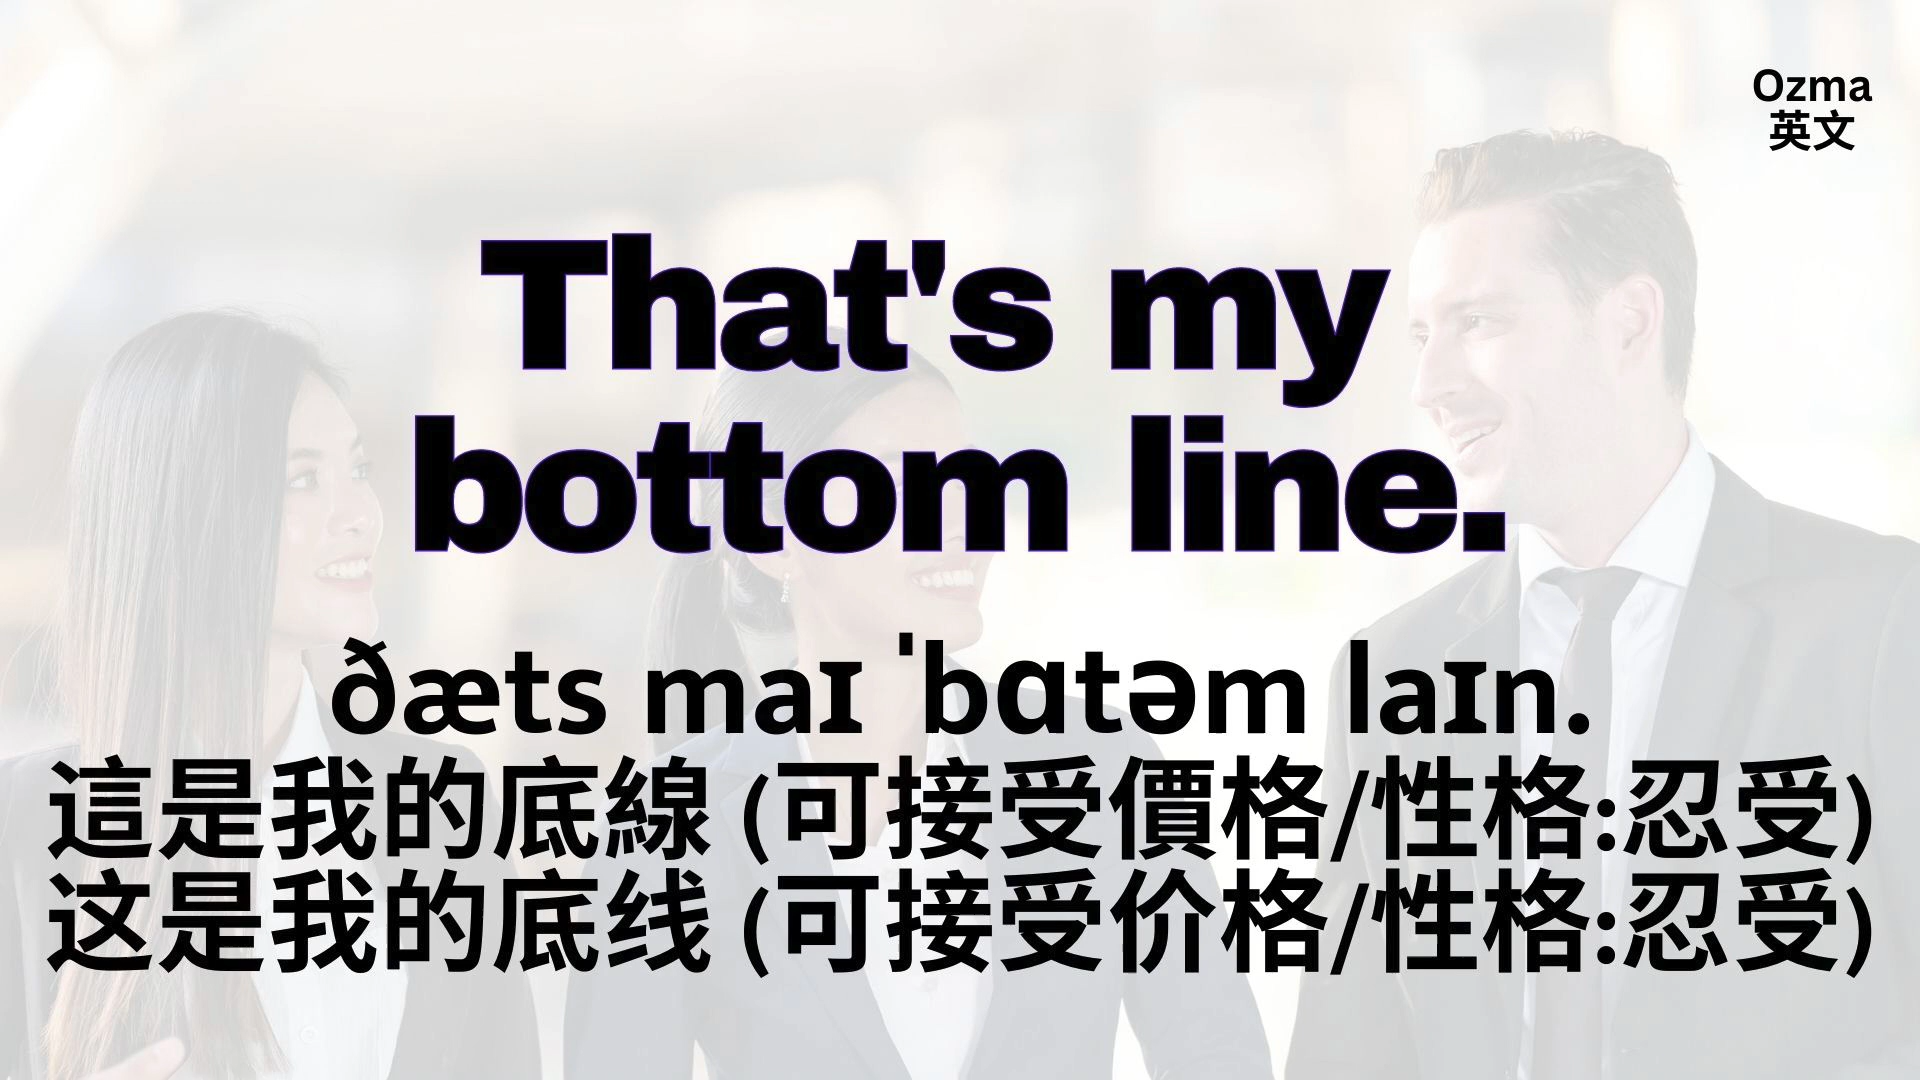 Ozma
英文
That's my
bottom line.
ðæts maɪ ˈbɑtəm laɪn.
這是我的底線 (可接受價格/性格:忍受)
这是我的底线 (可接受价格/性格:忍受)